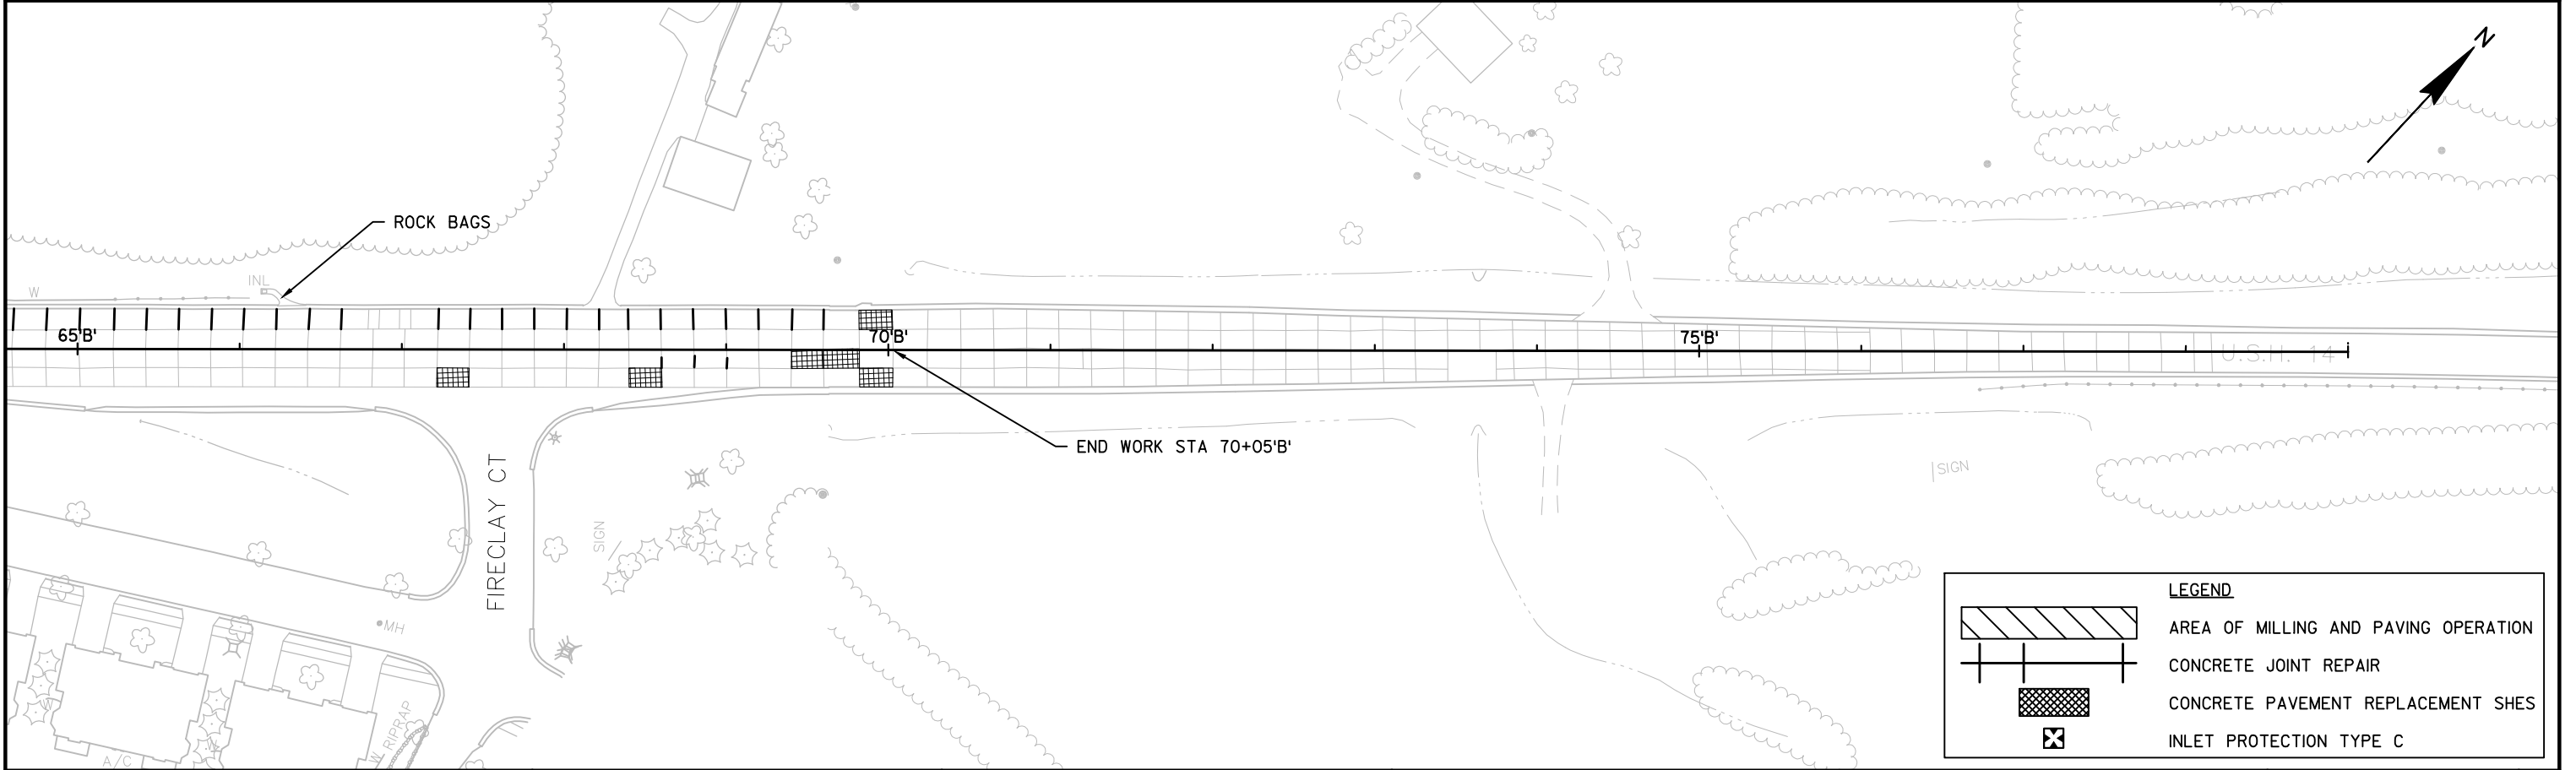 N
ROCK BAGS
INL
W
65'B'
70'B'
75'B'
U.S.H. 14
END WORK STA 70+05'B'
SIGN
FIRECLAY CT
SIGN
MH
W
W
W
RIPRAP
A/C
LEGEND
AREA OF MILLING AND PAVING OPERATION
CONCRETE JOINT REPAIR
CONCRETE PAVEMENT REPLACEMENT SHES
INLET PROTECTION TYPE C